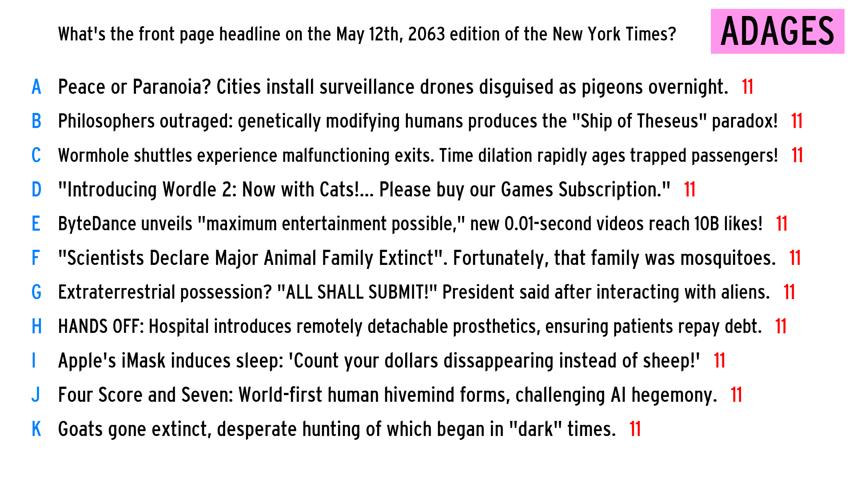 What's the front page headline on the May 12th, 2063 edition of the New York Times?
ADAGES
A Peace or Paranoia? Cities install surveillance drones disguised as pigeons overnight. 11
B Philosophers outraged: genetically modifying humans produces the "Ship of Theseus" paradox! 11
C Wormhole shuttles experience malfunctioning exits. Time dilation rapidly ages trapped passengers! 11
D "Introducing Wordle 2: Now with Cats!... Please buy our Games Subscription." 11
E ByteDance unveils "maximum entertainment possible," new 0.01-second videos reach 10B likes! 11
F "Scientists Declare Major Animal Family Extinct". Fortunately, that family was mosquitoes. 11
G Extraterrestrial possession? "ALL SHALL SUBMIT!" President said after interacting with aliens. 11
H HANDS OFF: Hospital introduces remotely detachable prosthetics, ensuring patients repay debt. 11
I Apple's iMask induces sleep: 'Count your dollars dissappearing instead of sheep!' 11
J Four Score and Seven: World-first human hivemind forms, challenging AI hegemony. 11
K Goats gone extinct, desperate hunting of which began in "dark" times. 11